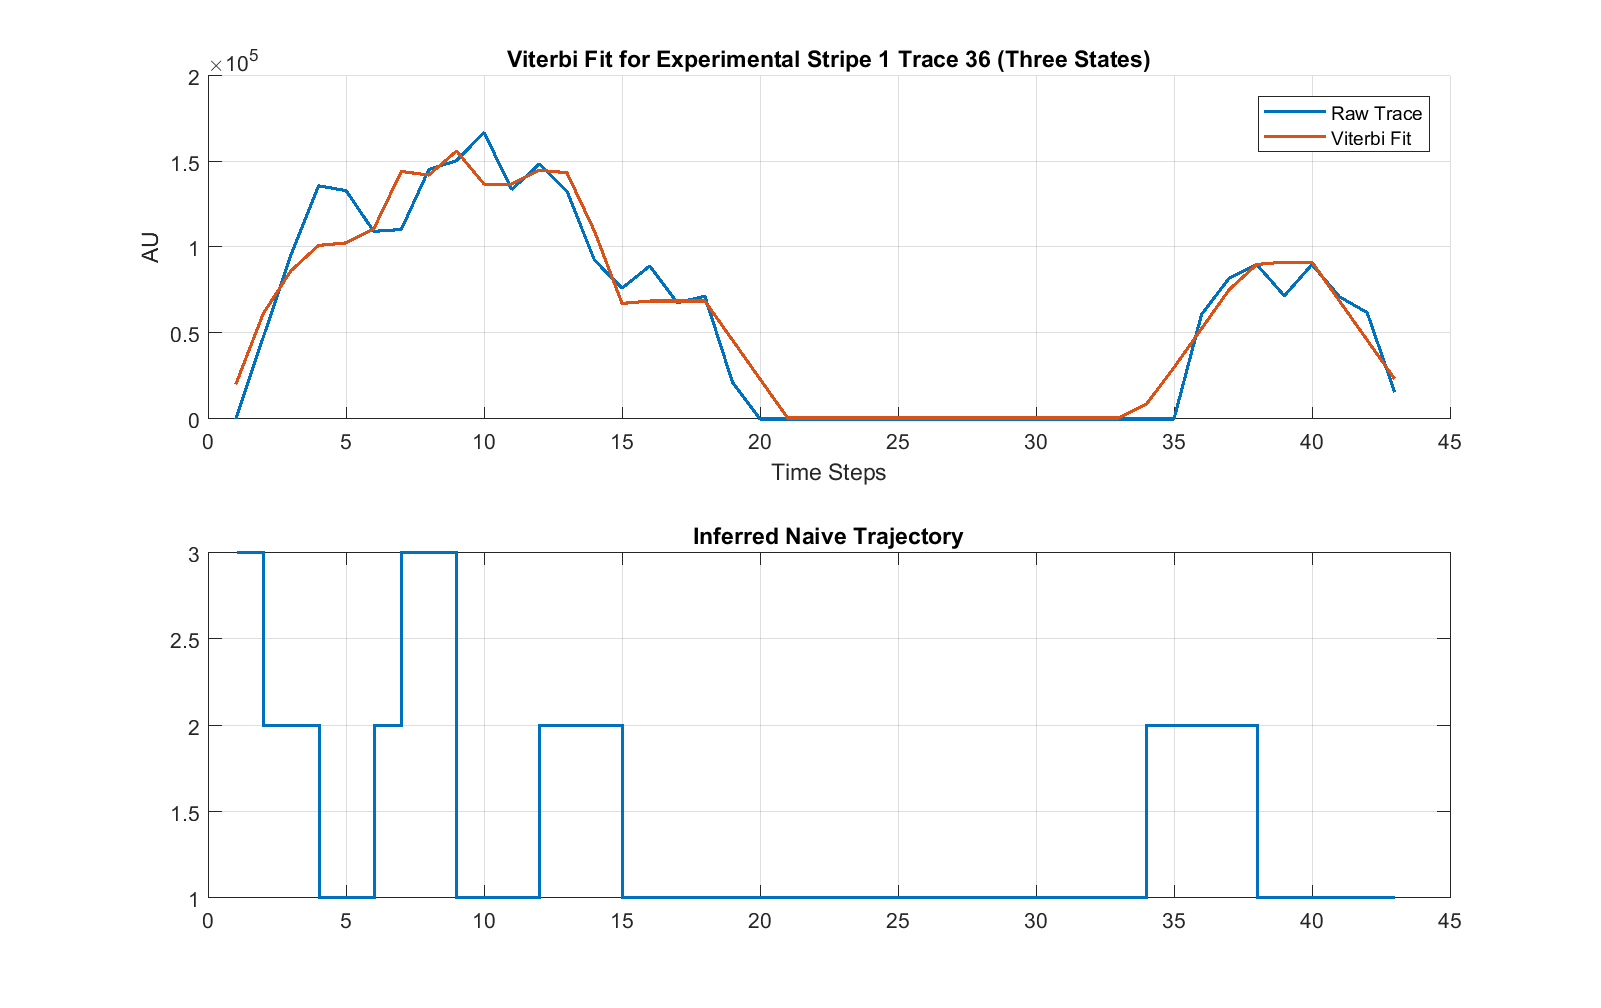 Viterbi Fit for Experimental Stripe 1 Trace 36 (Three States)
×10⁵
2
1.5
1
0.5
0
AU
Raw Trace
Viterbi Fit
0 5 10 15 20 25 30 35 40 45
Time Steps
Inferred Naive Trajectory
3
2.5
2
1.5
1
0 5 10 15 20 25 30 35 40 45